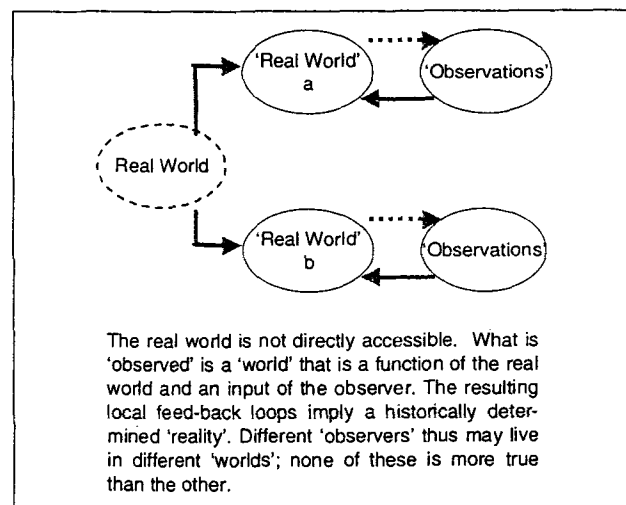 'Real World'
a
'Observations'
Real World
'Real World'
b
'Observations'
The real world is not directly accessible. What is
'observed' is a 'world' that is a function of the real
world and an input of the observer. The resulting
local feed-back loops imply a historically deter-
mined 'reality'. Different 'observers' thus may live
in different 'worlds'; none of these is more true
than the other.